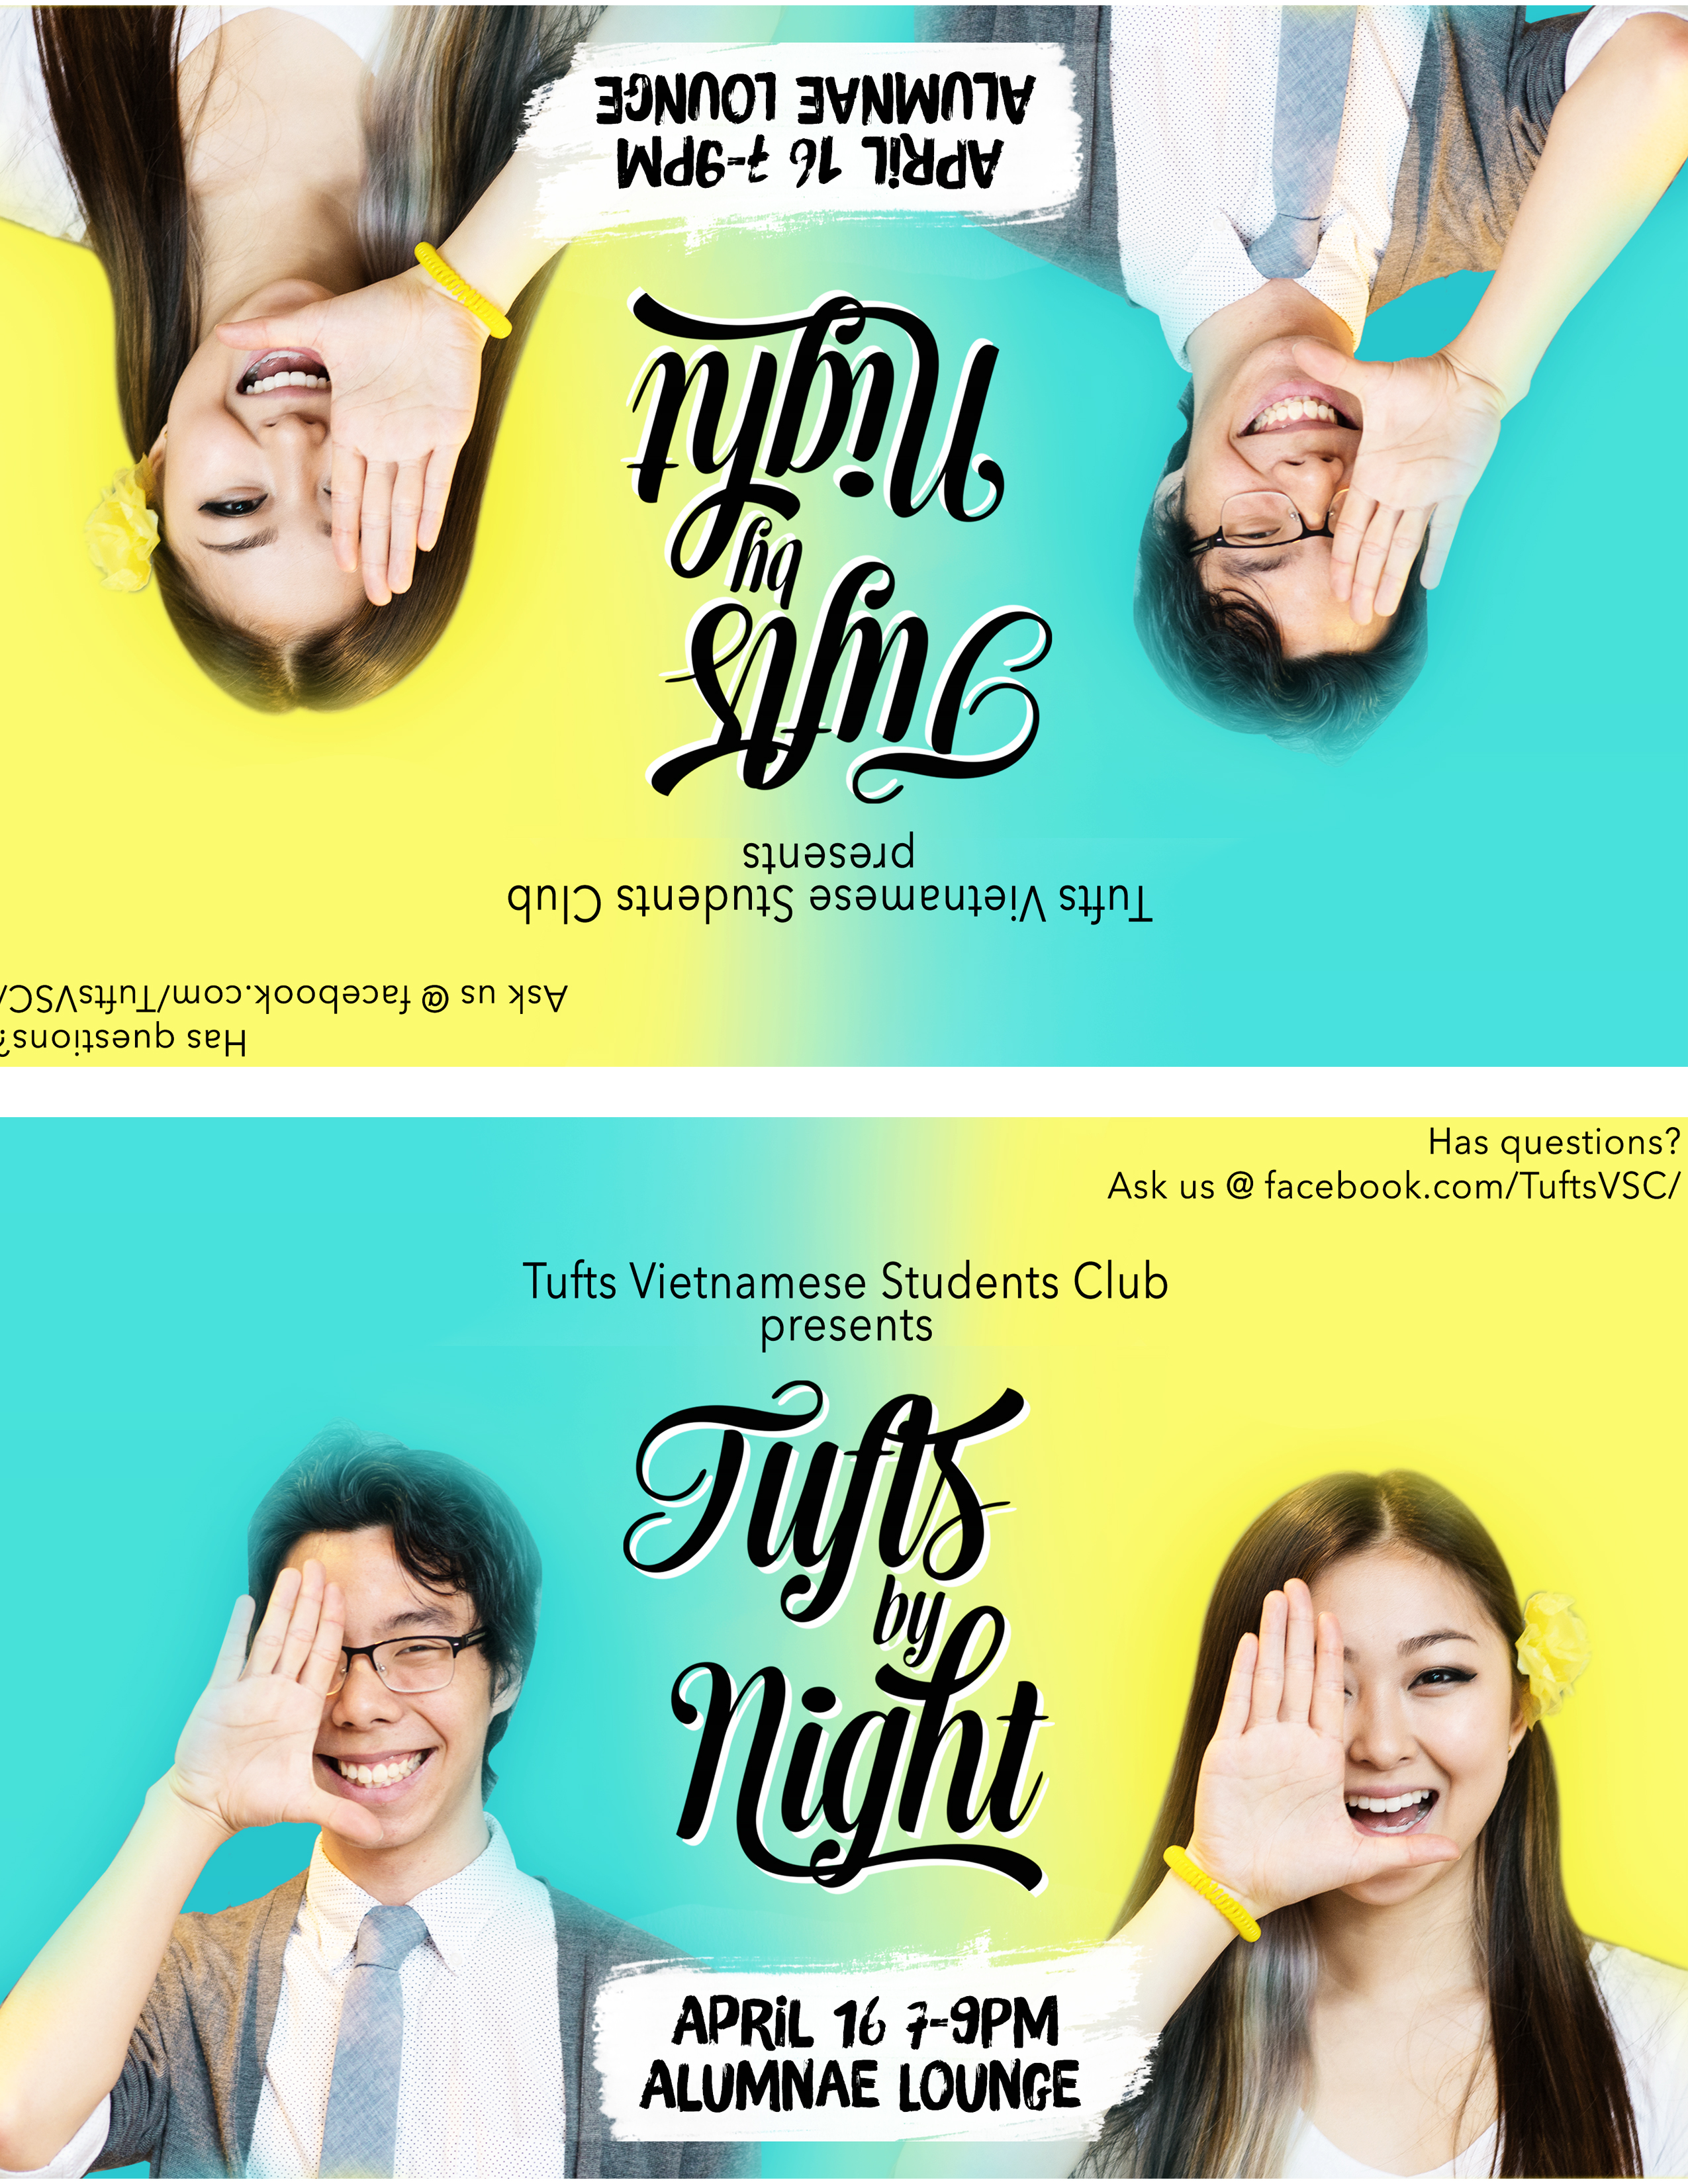 ALUMNAE LOUNGE
APRIL 16 7-9PM
Night
by
Tufts
presents
Tufts Vietnamese Students Club
Ask us @ facebook.com/TuftsVSC/
Has questions?
Has questions?
Ask us @ facebook.com/TuftsVSC/
Tufts Vietnamese Students Club
presents
Tufts
by
Night
APRIL 16 7-9PM
ALUMNAE LOUNGE